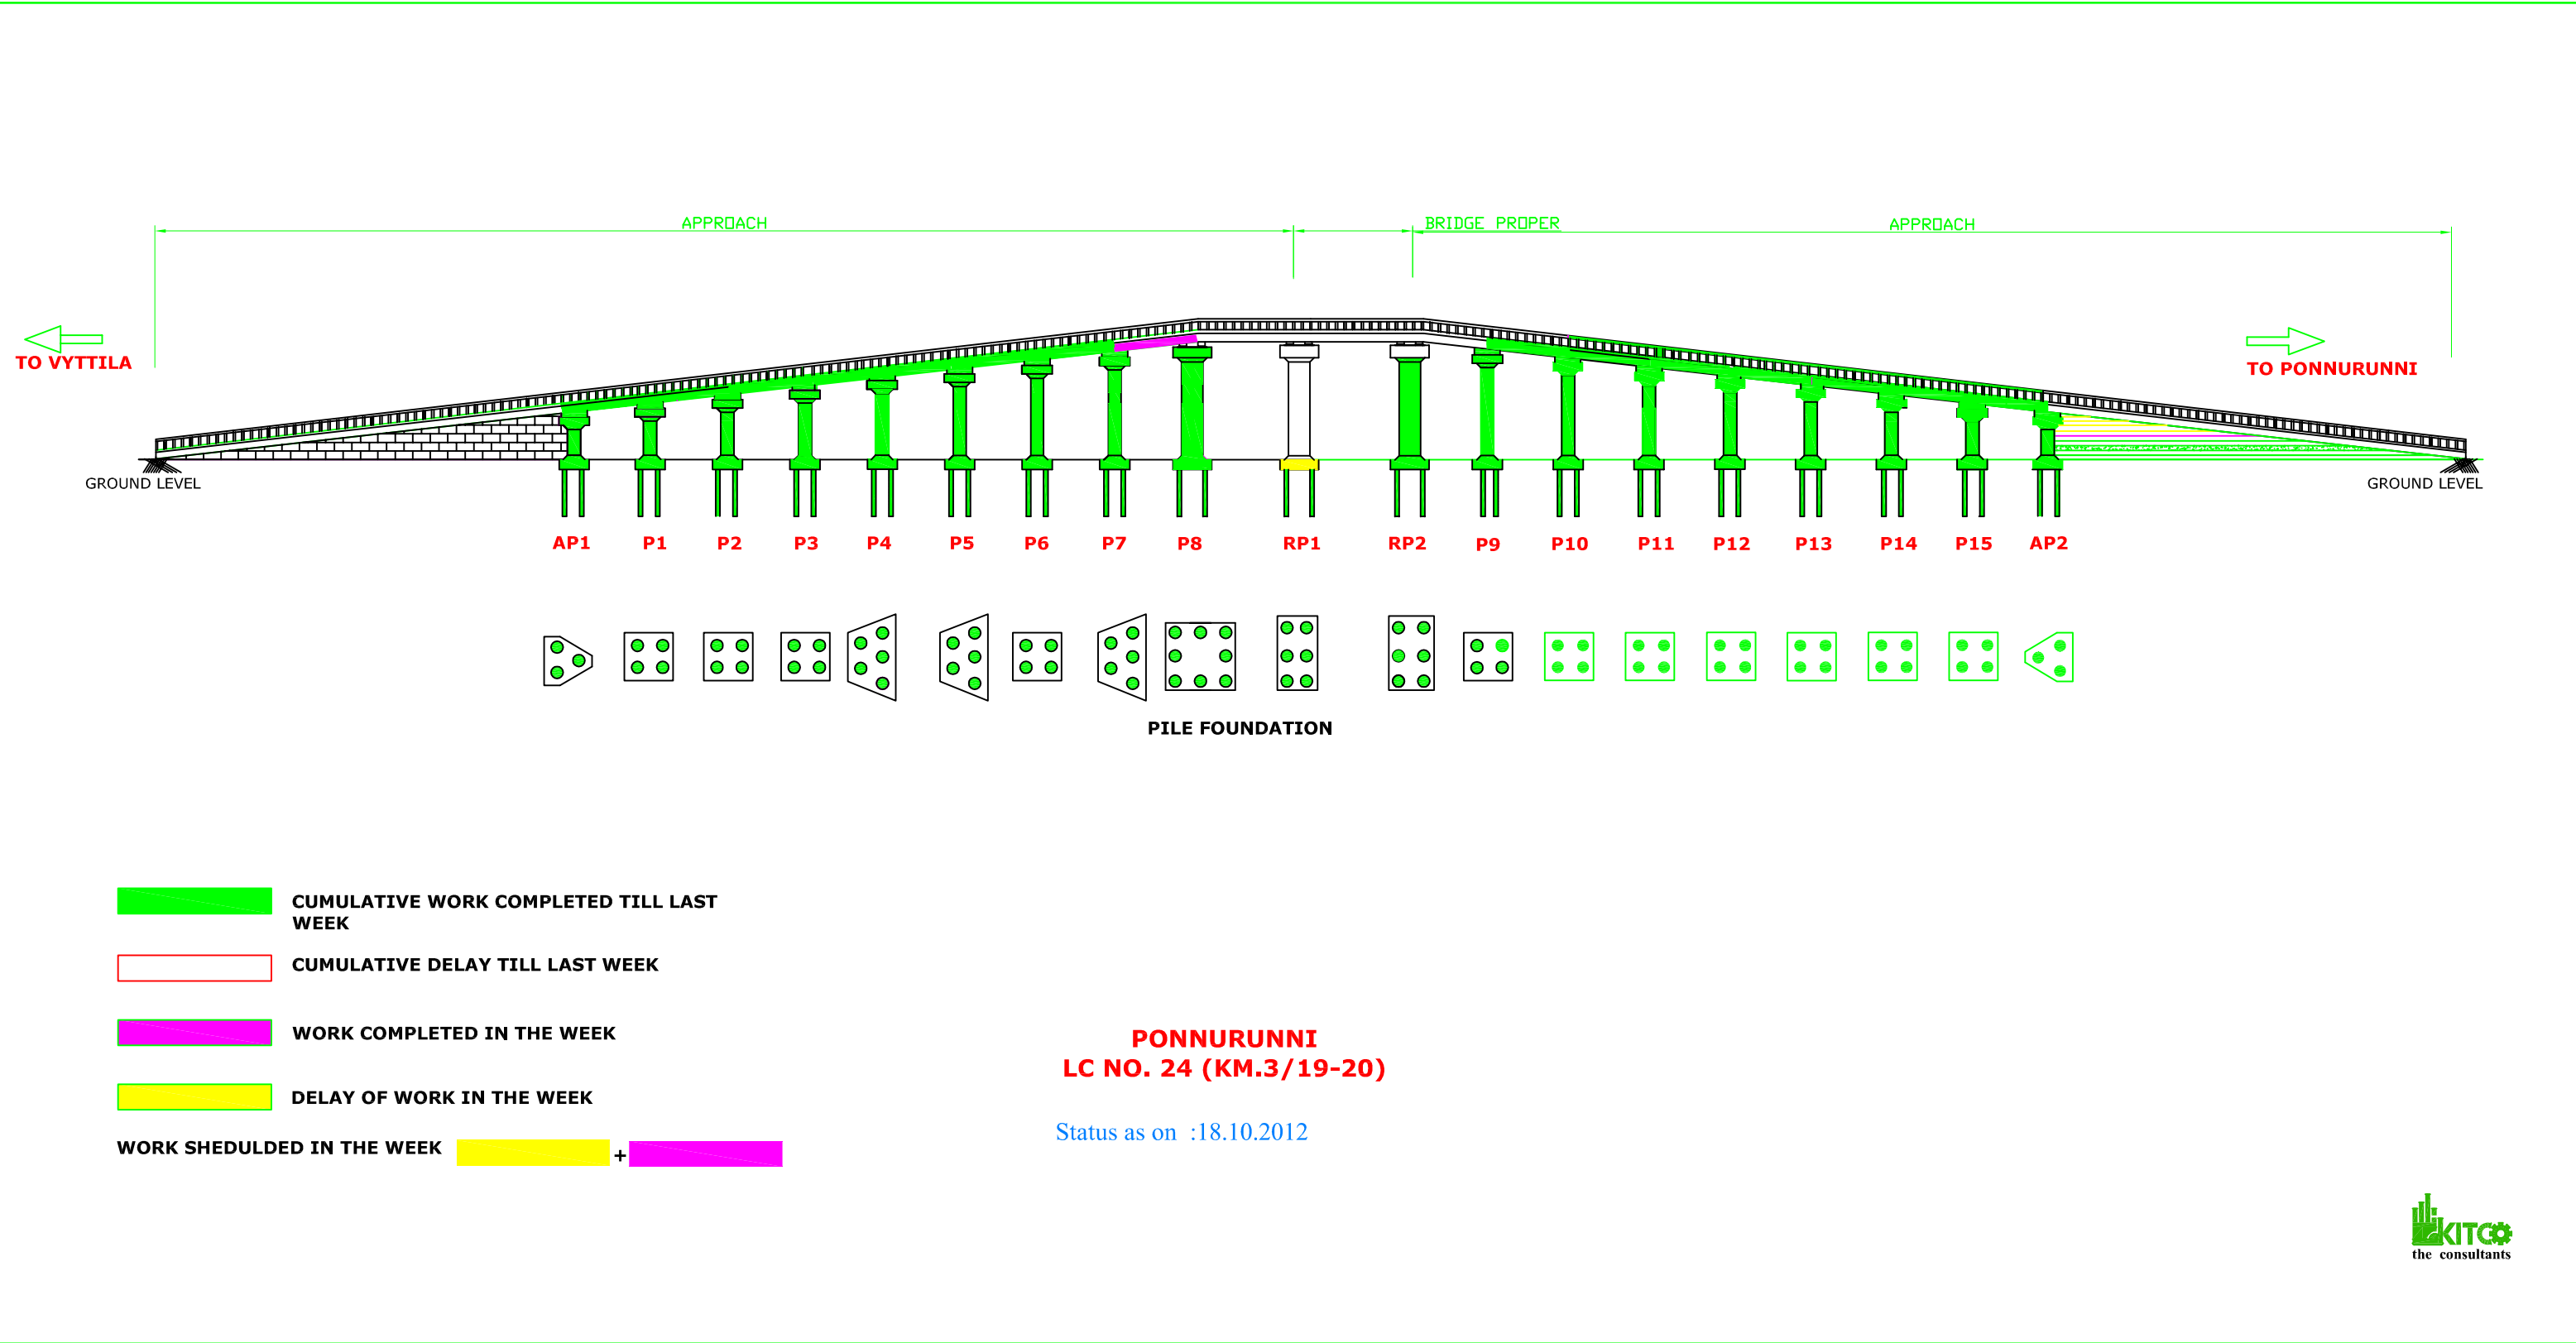 APPROACH
BRIDGE PROPER
APPROACH
TO VYTTILA
TO PONNURUNNI
GROUND LEVEL
GROUND LEVEL
AP1 P1 P2 P3 P4 P5 P6 P7 P8 RP1 RP2 P9 P10 P11 P12 P13 P14 P15 AP2
PILE FOUNDATION
CUMULATIVE WORK COMPLETED TILL LAST
WEEK
CUMULATIVE DELAY TILL LAST WEEK
WORK COMPLETED IN THE WEEK
DELAY OF WORK IN THE WEEK
WORK SHEDULDED IN THE WEEK +
PONNURUNNI
LC NO. 24 (KM.3/19-20)
Status as on :18.10.2012
KITCO
the consultants